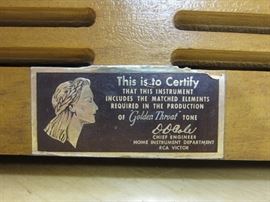 This is to Certify
THAT THIS INSTRUMENT
INCLUDES THE MATCHED ELEMENTS
REQUIRED IN THE PRODUCTION
OF Golden Throat TONE
D D Cole
CHIEF ENGINEER
HOME INSTRUMENT DEPARTMENT
RCA VICTOR